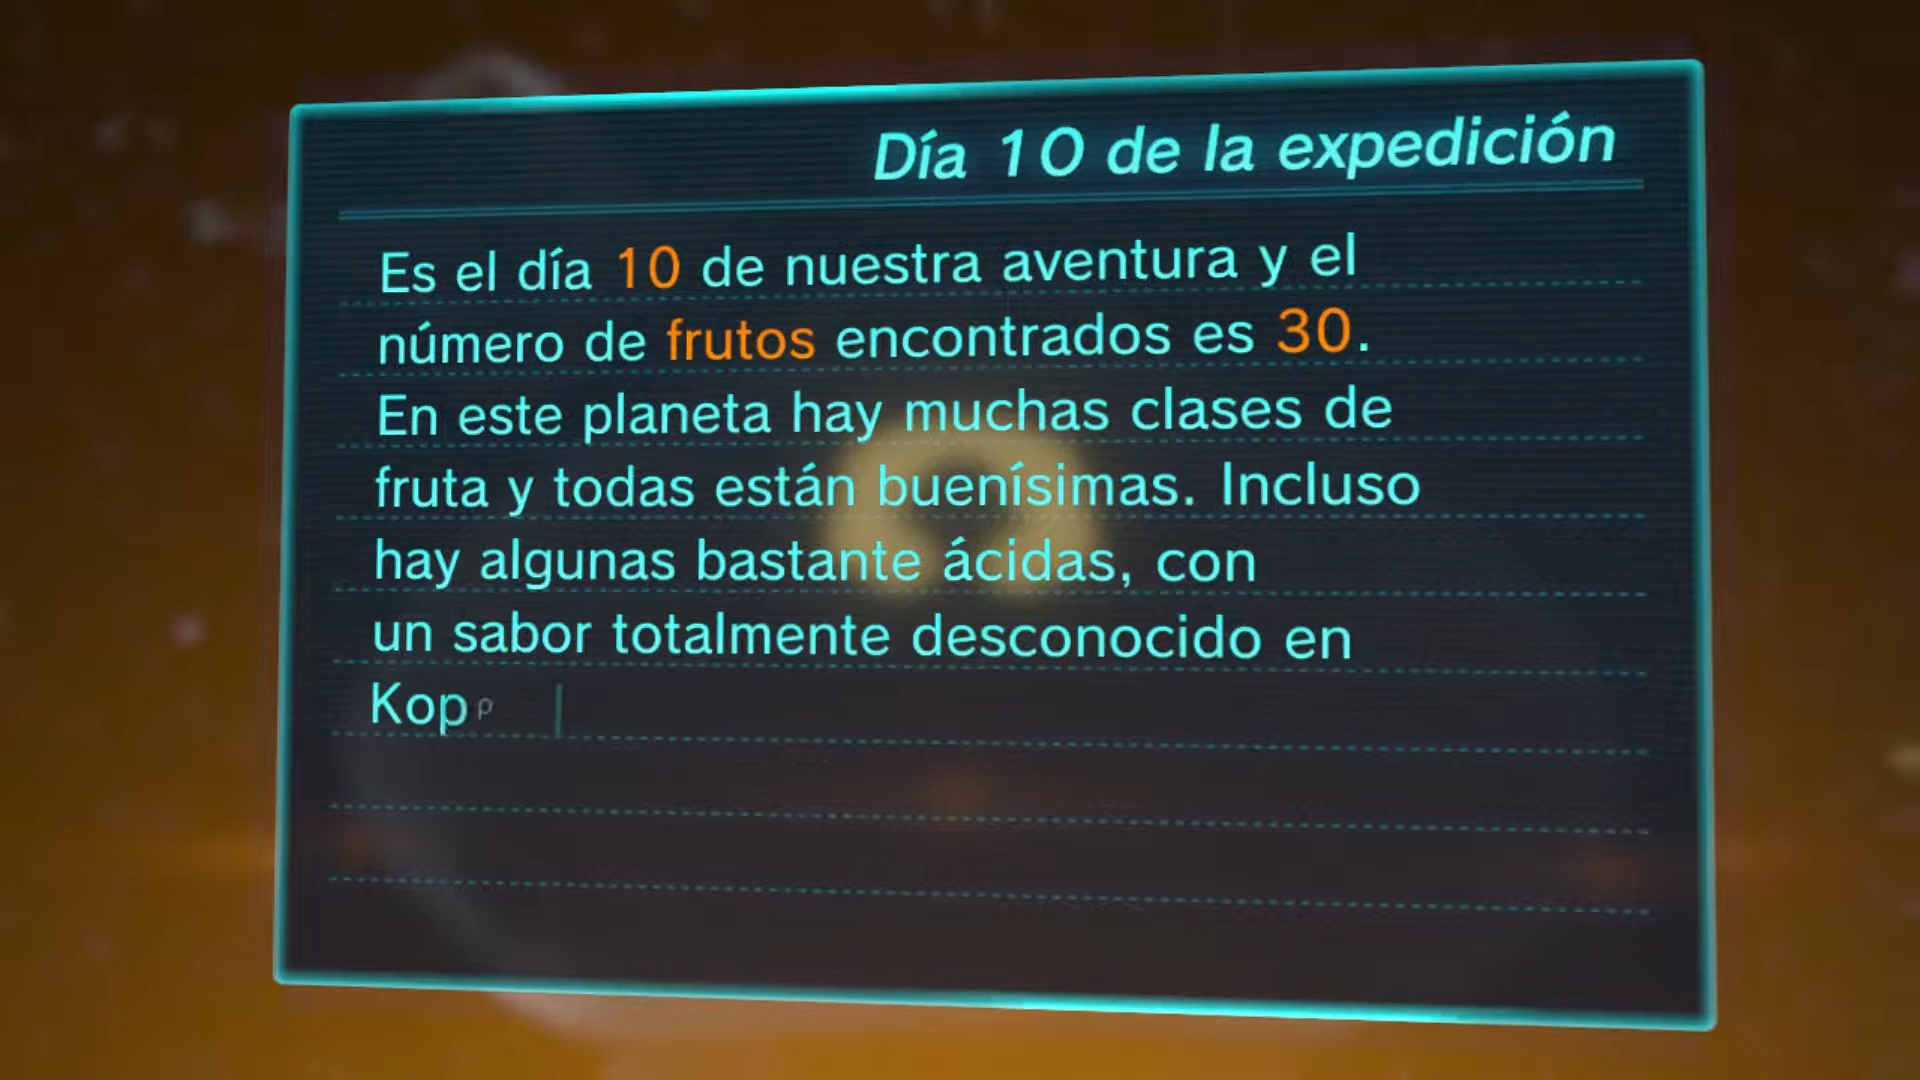 Día 10 de la expedición
Es el día 10 de nuestra aventura y el
número de frutos encontrados es 30.
En este planeta hay muchas clases de
fruta y todas están buenísimas. Incluso
hay algunas bastante ácidas, con
un sabor totalmente desconocido en
Kopp